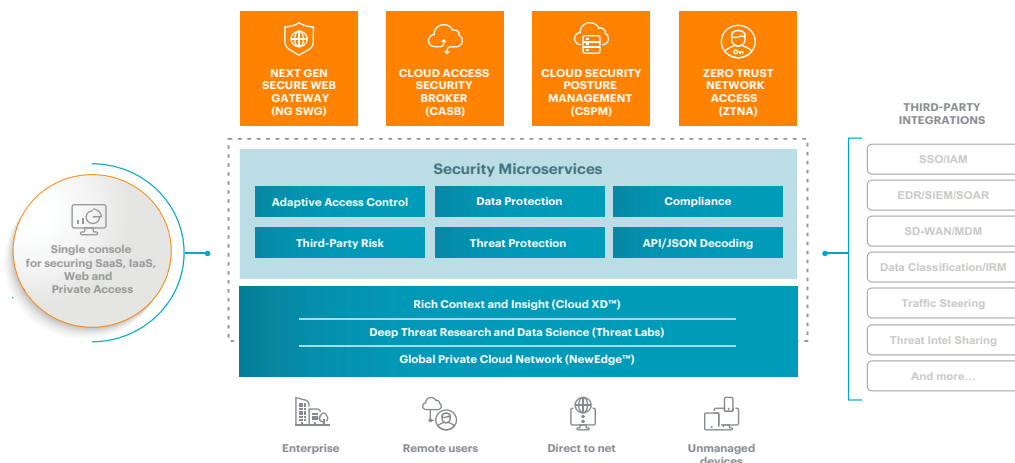 NEXT GEN
SECURE WEB
GATEWAY
(NG SWG)
CLOUD ACCESS
SECURITY
BROKER
(CASB)
CLOUD SECURITY
POSTURE
MANAGEMENT
(CSPM)
ZERO TRUST
NETWORK
ACCESS
(ZTNA)
Single console
for securing SaaS, IaaS,
Web and
Private Access
Security Microservices
Adaptive Access Control
Data Protection
Compliance
Third-Party Risk
Threat Protection
API/JSON Decoding
Rich Context and Insight (Cloud XD™)
Deep Threat Research and Data Science (Threat Labs)
Global Private Cloud Network (NewEdge™)
THIRD-PARTY
INTEGRATIONS
SSO/IAM
EDR/SIEM/SOAR
SD-WAN/MDM
Data Classification/IRM
Traffic Steering
Threat Intel Sharing
And more...
Enterprise
Remote users
Direct to net
Unmanaged
devices